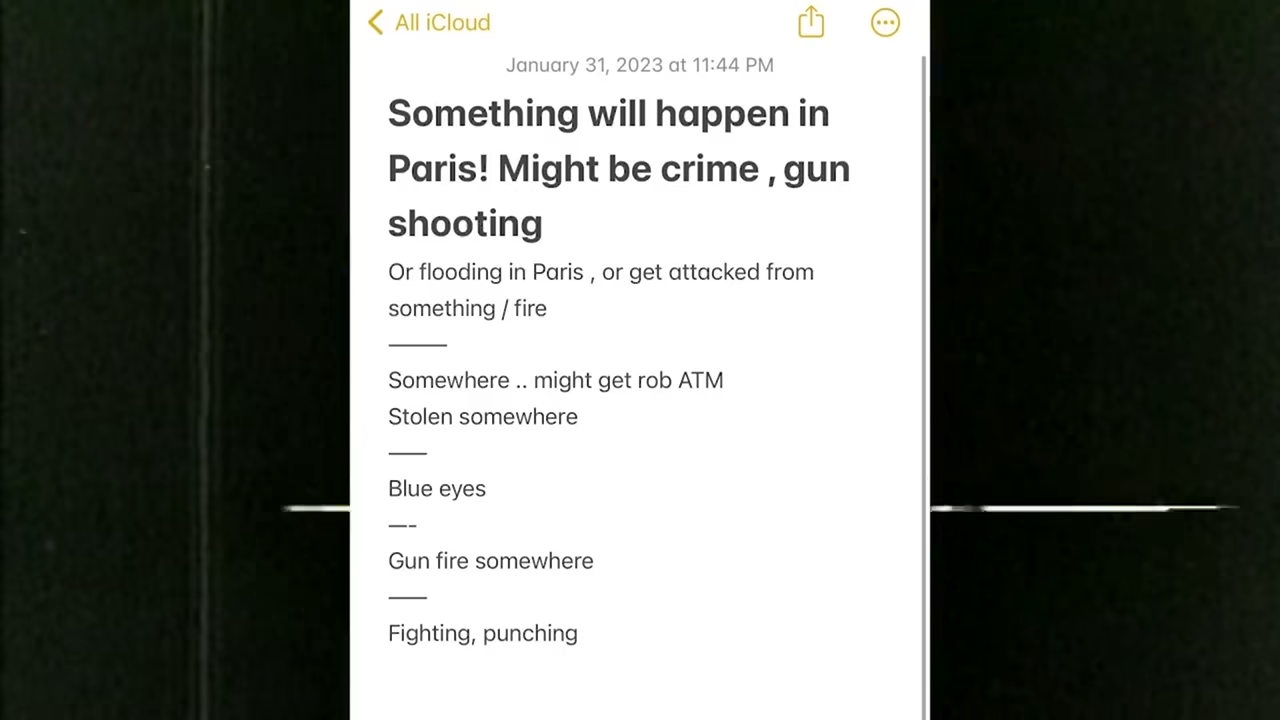 All iCloud
January 31, 2023 at 11:44 PM
Something will happen in
Paris! Might be crime , gun
shooting
Or flooding in Paris , or get attacked from
something / fire
———
Somewhere .. might get rob ATM
Stolen somewhere
——
Blue eyes
—-
Gun fire somewhere
——
Fighting, punching